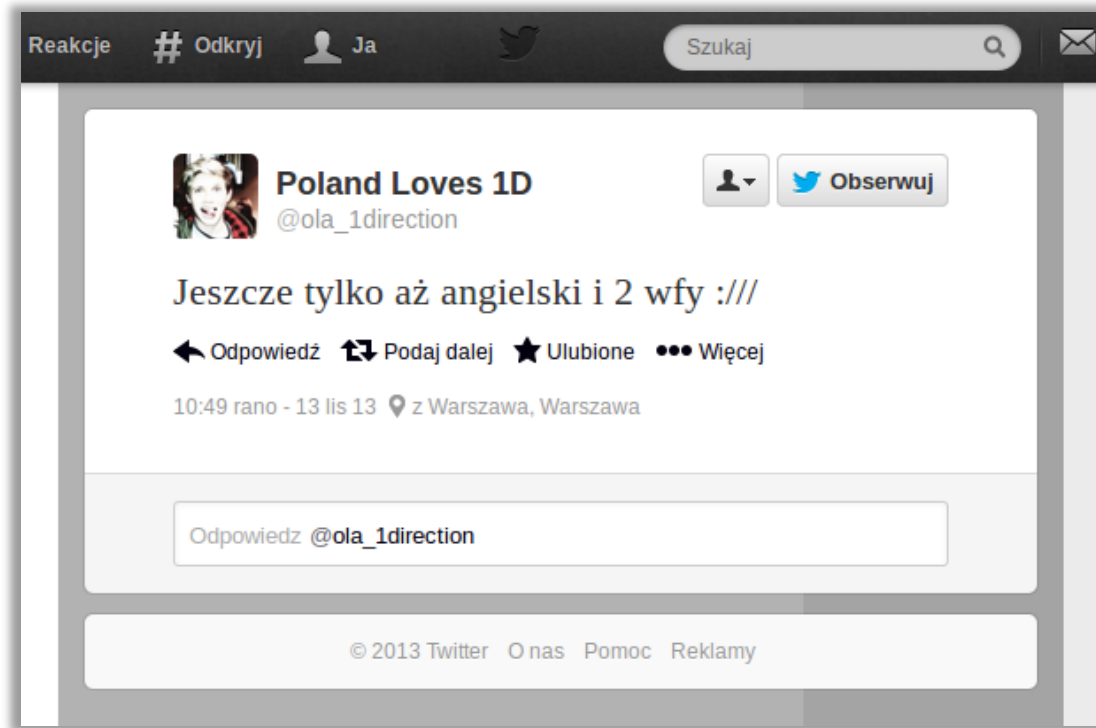 Reakcje # Odkryj Ja Szukaj
Poland Loves 1D Obserwuj
@ola_1direction
Jeszcze tylko aż angielski i 2 wfy :///
Odpowiedź Podaj dalej Ulubione ••• Więcej
10:49 rano - 13 lis 13 z Warszawa, Warszawa
Odpowiedz @ola_1direction
© 2013 Twitter O nas Pomoc Reklamy